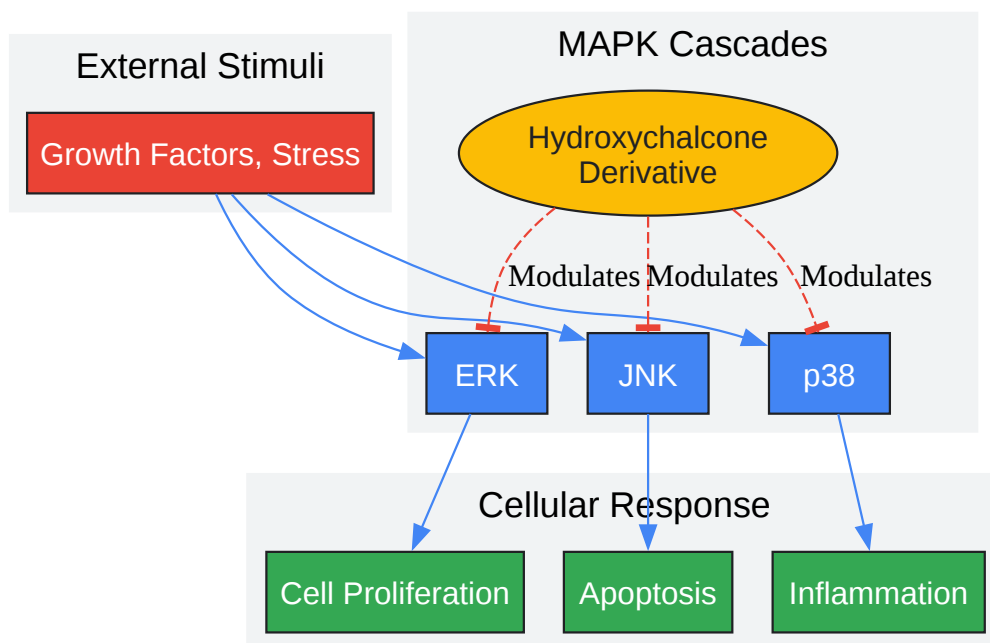 External Stimuli
Growth Factors, Stress
MAPK Cascades
Hydroxychalcone
Derivative
Modulates
Modulates
Modulates
ERK
JNK
p38
Cellular Response
Cell Proliferation
Apoptosis
Inflammation